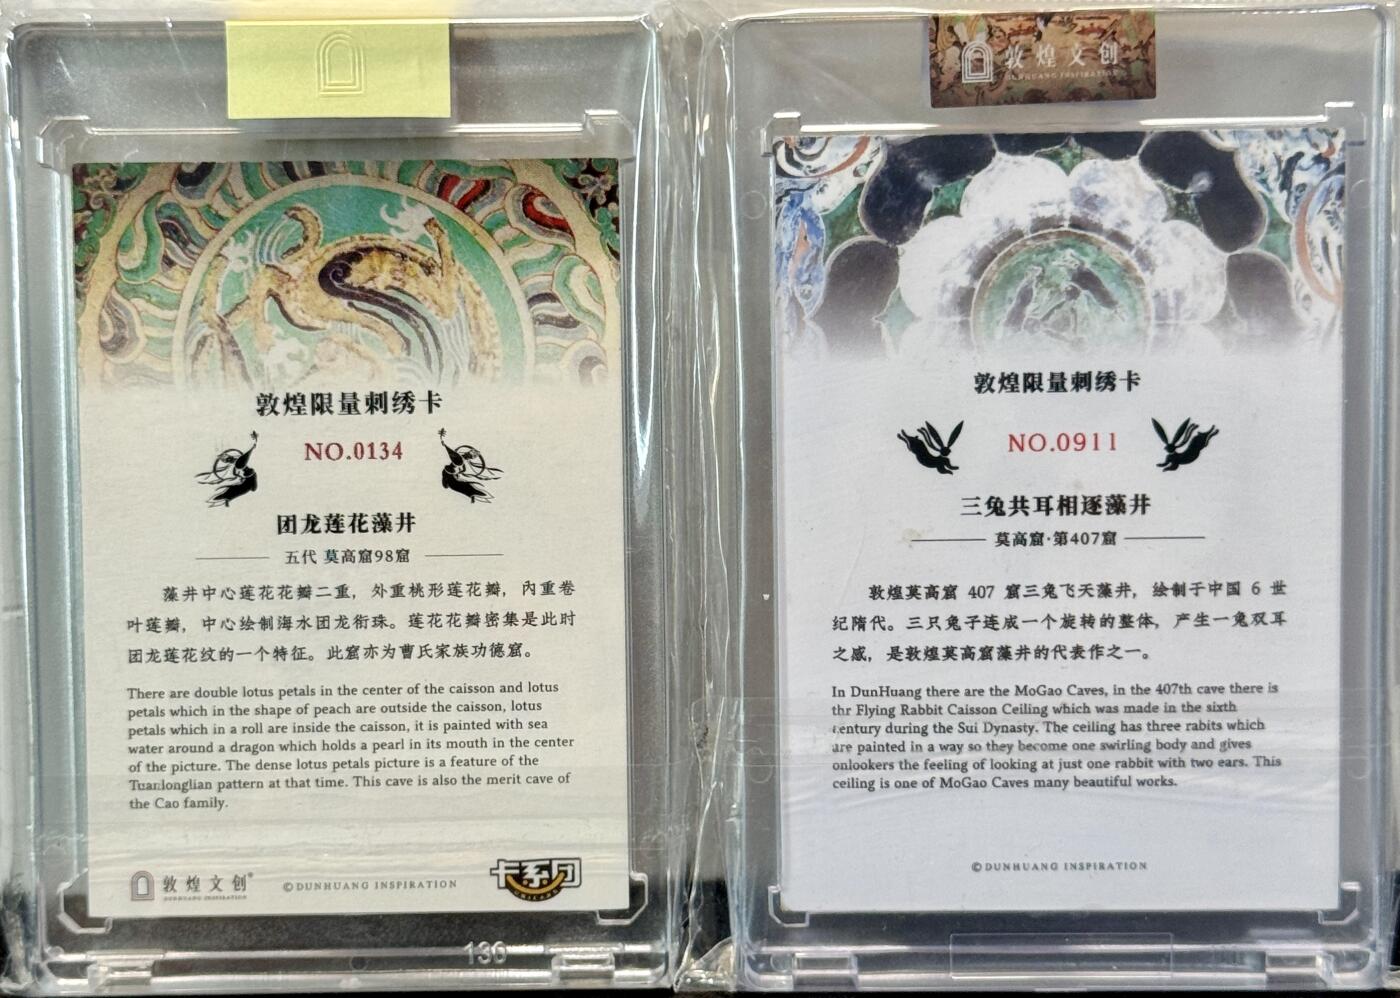 敦煌限量刺绣卡
NO.0134
团龙莲花藻井
五代 莫高窟98窟
藻井中心莲花花瓣二重，外重桃形莲花瓣，内重卷
叶莲瓣，中心绘制海水团龙衔珠。莲花花瓣密集是此时
团龙莲花纹的一个特征。此窟亦为曹氏家族功德窟。
There are double lotus petals in the center of the caisson and lotus
petals which in the shape of peach are outside the caisson, lotus
petals which in a roll are inside the caisson, it is painted with sea
water around a dragon which holds a pearl in its mouth in the center
of the picture. The dense lotus petals picture is a feature of the
Tuanlonglian pattern at that time. This cave is also the merit cave of
the Cao family.
敦煌文创®
DUNHUANG INSPIRATION
©DUNHUANG INSPIRATION
卡系冈
130
敦煌文创
DUNHUANG INSPIRATION
敦煌限量刺绣卡
NO.0911
三兔共耳相逐藻井
莫高窟·第407窟
敦煌莫高窟 407 窟三兔飞天藻井，绘制于中国 6 世
纪隋代。三只兔子连成一个旋转的整体，产生一兔双耳
之感，是敦煌莫高窟藻井的代表作之一。
In DunHuang there are the MoGao Caves, in the 407th cave there is
thr Flying Rabbit Caisson Ceiling which was made in the sixth
century during the Sui Dynasty. The ceiling has three rabits which
are painted in a way so they become one swirling body and gives
onlookers the feeling of looking at just one rabbit with two ears. This
ceiling is one of MoGao Caves many beautiful works.
©DUNHUANG INSPIRATION